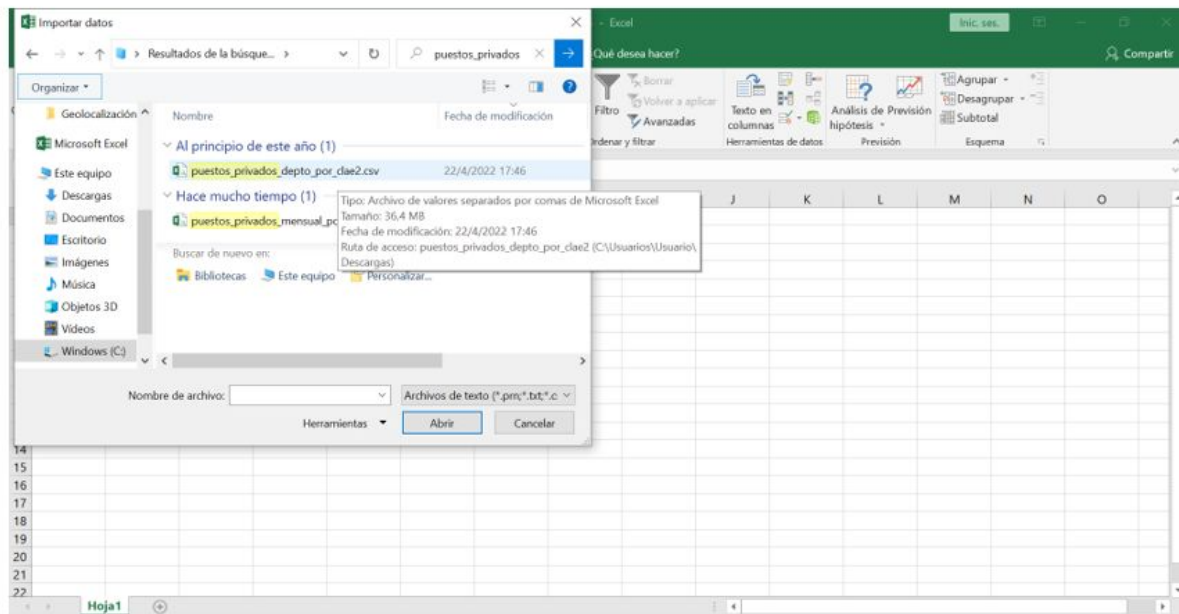 Importar datos
- Excel
Inic. ses.
Resultados de la búsque...
puestos_privados
¿Qué desea hacer?
Compartir
Organizar
Borrar
Volver a aplicar
Avanzadas
Filtro
Ordenar y filtrar
Texto en columnas
Herramientas de datos
Análisis de hipótesis
Previsión
Previsión
Agrupar
Desagrupar
Subtotal
Esquema
Geolocalización
Microsoft Excel
Este equipo
Descargas
Documentos
Escritorio
Imágenes
Música
Objetos 3D
Vídeos
Windows (C:)
Nombre
Fecha de modificación
Al principio de este año (1)
puestos_privados_depto_por_clae2.csv
22/4/2022 17:46
Hace mucho tiempo (1)
puestos_privados_mensual_po
Tipo: Archivo de valores separados por comas de Microsoft Excel
Tamaño: 36,4 MB
Fecha de modificación: 22/4/2022 17:46
Ruta de acceso: puestos_privados_depto_por_clae2 (C:\Usuarios\Usuario\
Descargas)
Buscar de nuevo en:
Bibliotecas
Este equipo
Personalizar...
Nombre de archivo:
Archivos de texto (*.prn;*.txt;*.c
Herramientas
Abrir
Cancelar
J K L M N O
14
15
16
17
18
19
20
21
22
Hoja1